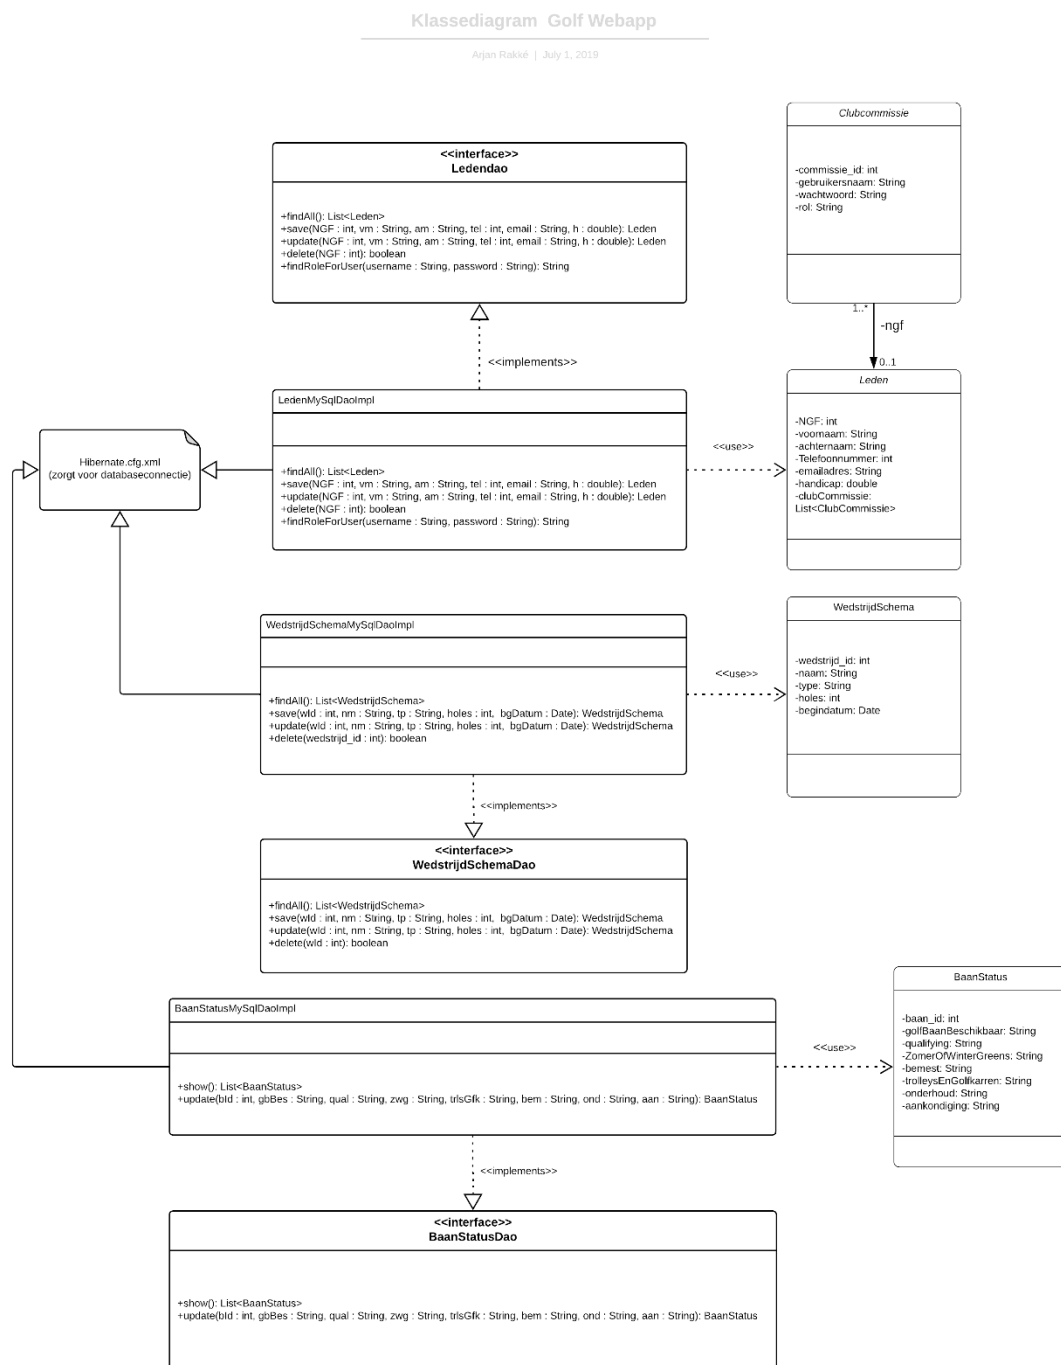 Klassediagram Golf Webapp
Arjan Rakké | July 1, 2019
Clubcommissie
-commissie_id: int
-gebruikersnaam: String
-wachtwoord: String
-rol: String
<<interface>>
Ledendao
+findAll(): List<Leden>
+save(NGF : int, vm : String, am : String, tel : int, email : String, h : double): Leden
+update(NGF : int, vm : String, am : String, tel : int, email : String, h : double): Leden
+delete(NGF : int): boolean
+findRoleForUser(username : String, password : String): String
1..*
-ngf
0..1
<<implements>>
Leden
-NGF: int
-voornaam: String
-achternaam: String
-Telefoonnummer: int
-emailadres: String
-handicap: double
-clubCommissie:
List<ClubCommissie>
LedenMySqlDaoImpl
+findAll(): List<Leden>
+save(NGF : int, vm : String, am : String, tel : int, email : String, h : double): Leden
+update(NGF : int, vm : String, am : String, tel : int, email : String, h : double): Leden
+delete(NGF : int): boolean
+findRoleForUser(username : String, password : String): String
<<use>>
Hibernate.cfg.xml
(zorgt voor databaseconnectie)
WedstrijdSchemaMySqlDaoImpl
+findAll(): List<WedstrijdSchema>
+save(wId : int, nm : String, tp : String, holes : int, bgDatum : Date): WedstrijdSchema
+update(wId : int, nm : String, tp : String, holes : int, bgDatum : Date): WedstrijdSchema
+delete(wedstrijd_id : int): boolean
<<use>>
WedstrijdSchema
-wedstrijd_id: int
-naam: String
-type: String
-holes: int
-begindatum: Date
<<implements>>
<<interface>>
WedstrijdSchemaDao
+findAll(): List<WedstrijdSchema>
+save(wId : int, nm : String, tp : String, holes : int, bgDatum : Date): WedstrijdSchema
+update(wId : int, nm : String, tp : String, holes : int, bgDatum : Date): WedstrijdSchema
+delete(wId : int): boolean
BaanStatusMySqlDaoImpl
+show(): List<BaanStatus>
+update(bId : int, gbBes : String, qual : String, zwg : String, trlsGfk : String, bem : String, ond : String, aan : String): BaanStatus
<<use>>
BaanStatus
-baan_id: int
-golfBaanBeschikbaar: String
-qualifying: String
-ZomerOfWinterGreens: String
-bemest: String
-trolleysEnGolfkarren: String
-onderhoud: String
-aankondiging: String
<<implements>>
<<interface>>
BaanStatusDao
+show(): List<BaanStatus>
+update(bId : int, gbBes : String, qual : String, zwg : String, trlsGfk : String, bem : String, ond : String, aan : String): BaanStatus